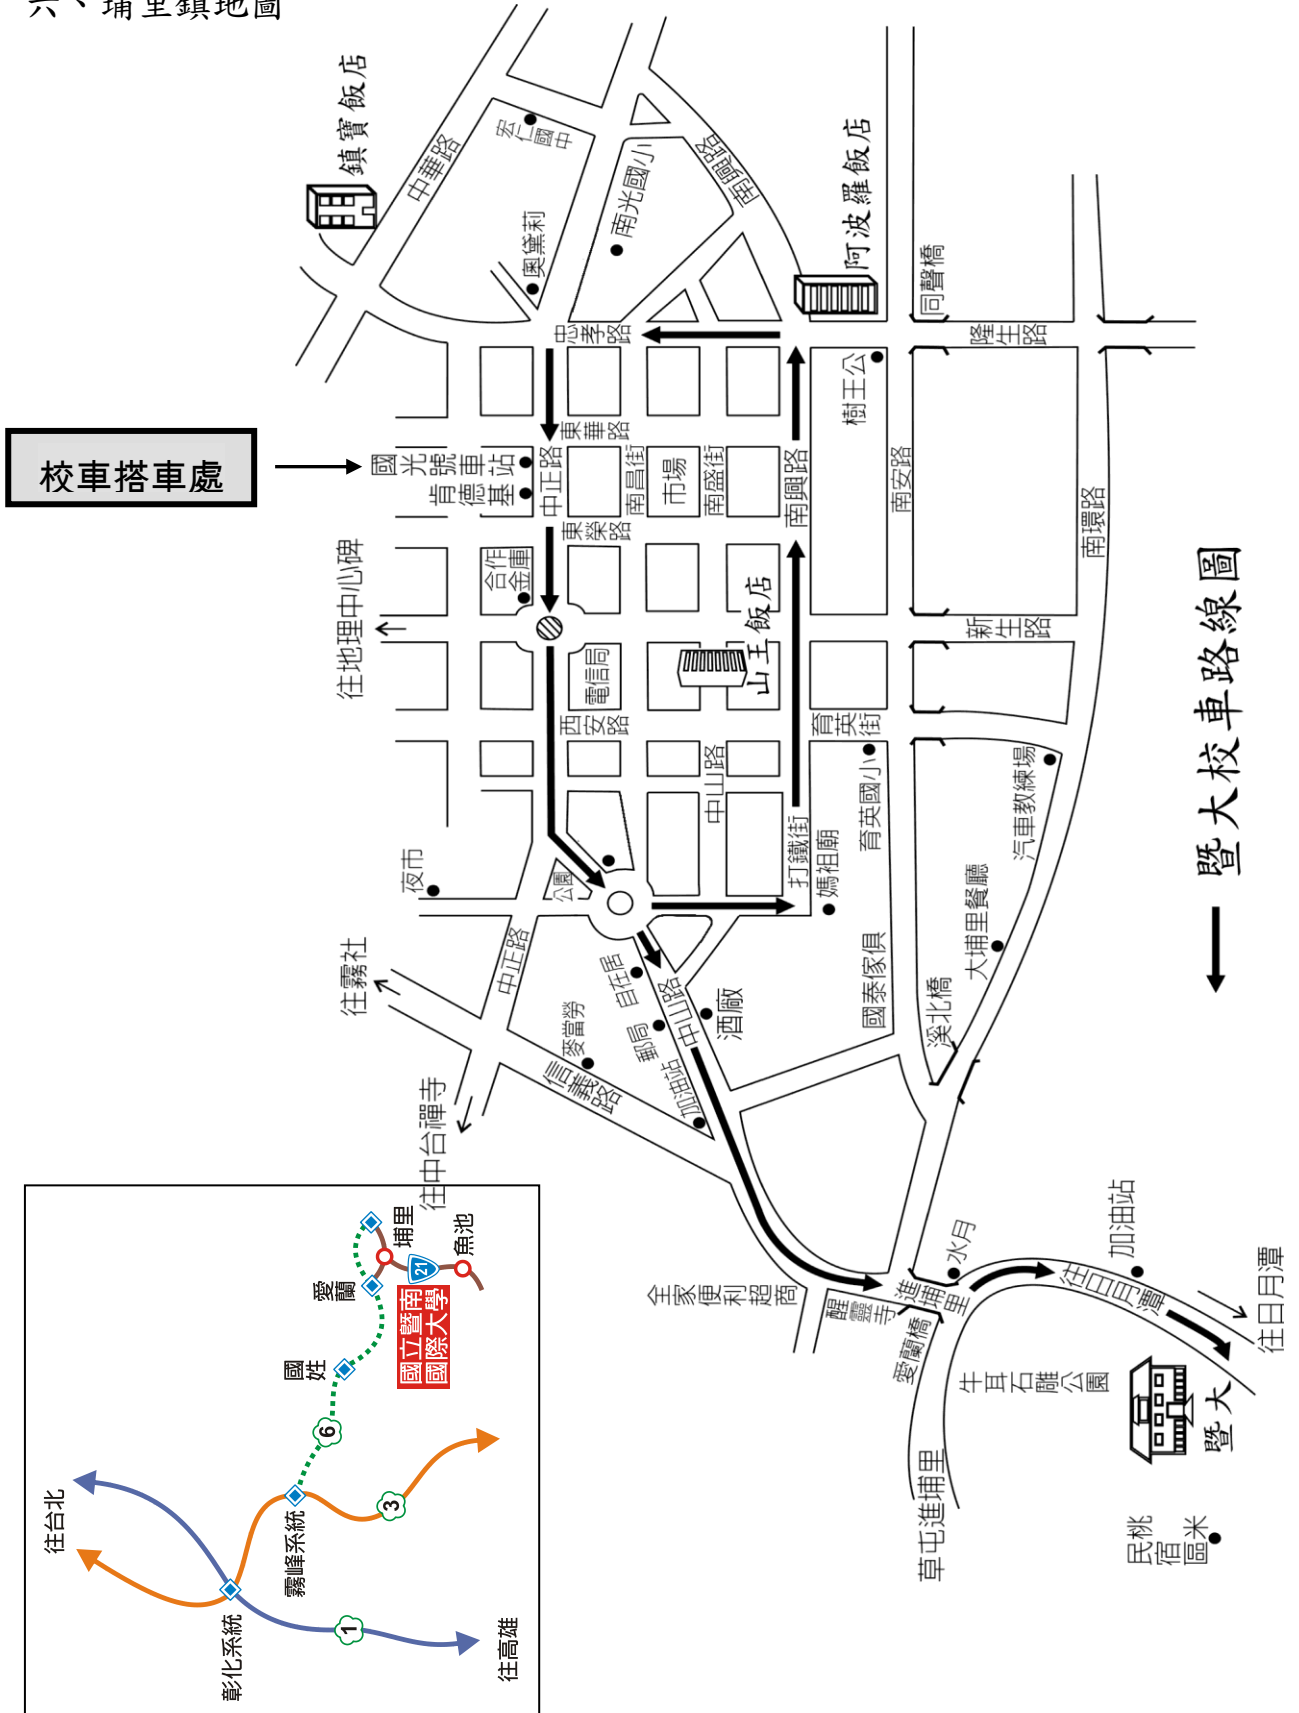 六、埔里鎮地圖
鎮寶飯店
中華路
宏仁國中
南光國小
南興路
奧黛莉
阿波羅飯店
同聲橋
忠孝路
隆生路
樹王公
校車搭車處
國光號車站
肯德基
中正路
東華路
南昌街
市場
南盛街
南興路
南安路
南環路
東榮路
合作
金庫
往地理中心碑
電信局
山王飯店
新生路
西安路
中山路
育英街
育英國小
汽車教練場
打鐵街
媽祖廟
夜市
公園
大埔里餐廳
國泰傢俱
溪北橋
往霧社
中正路
自在居
郵局
中山路
酒廠
麥當勞
信義路
加油站
往中台禪寺
暨大校車路線圖
水月
加油站
全家便利超商
醒靈寺
進埔里
愛蘭橋
往日月潭
往日月潭
牛耳石雕公園
暨大
草屯進埔里
桃米
民宿區
埔里
愛蘭
21
魚池
國立暨南
國際大學
國姓
6
3
往台北
霧峰系統
1
彰化系統
往高雄